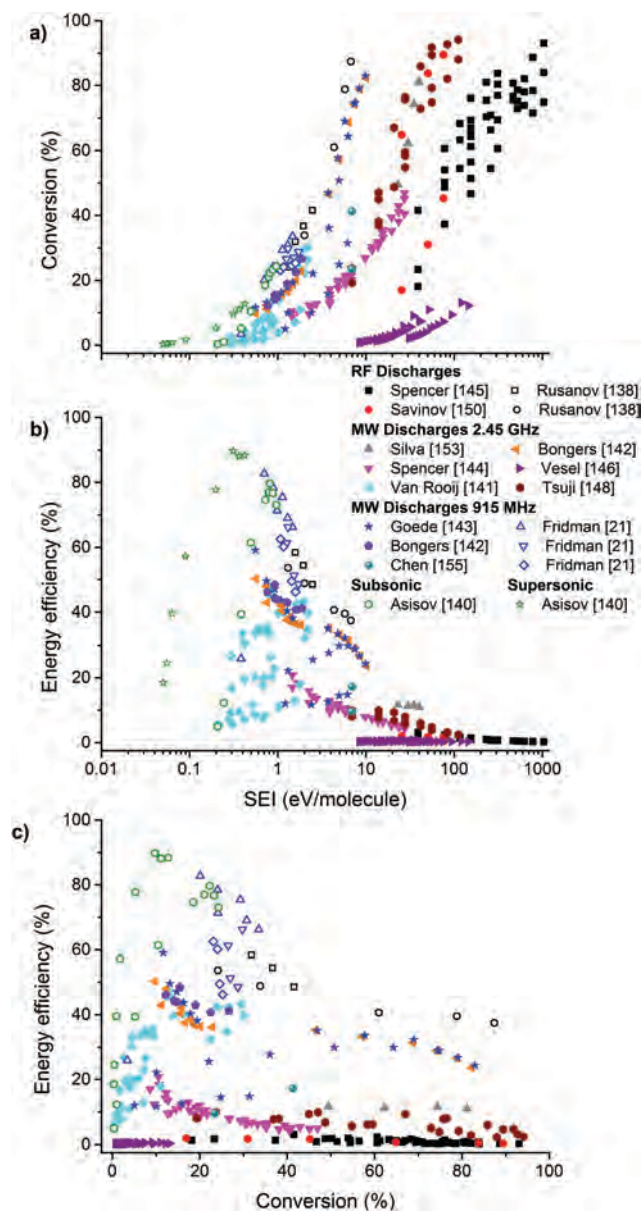 a)
100
80
60
40
20
0
Conversion (%)
RF Discharges
Spencer [145] Rusanov [138]
Savinov [150] Rusanov [138]
MW Discharges 2.45 GHz
Silva [153] Bongers [142]
Spencer [144] Vesel [146]
Van Rooij [141] Tsuji [148]
MW Discharges 915 MHz
Goede [143] Fridman [21]
Bongers [142] Fridman [21]
Chen [155] Fridman [21]
Subsonic Supersonic
Asisov [140] Asisov [140]
b)
100
80
60
40
20
0
Energy efficiency (%)
0.01 0.1 1 10 100 1000
SEI (eV/molecule)
c)
100
80
60
40
20
0
Energy efficiency (%)
0 20 40 60 80 100
Conversion (%)